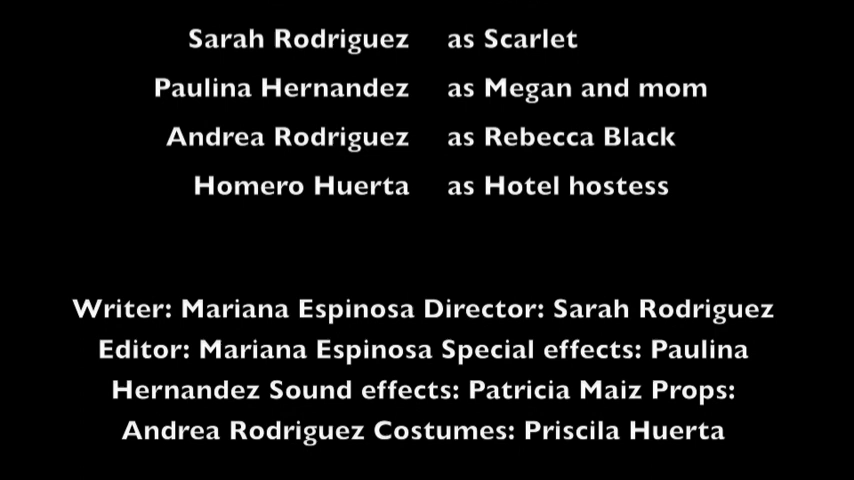 Sarah Rodriguez as Scarlet
Paulina Hernandez as Megan and mom
Andrea Rodriguez as Rebecca Black
Homero Huerta as Hotel hostess
Writer: Mariana Espinosa Director: Sarah Rodriguez
Editor: Mariana Espinosa Special effects: Paulina
Hernandez Sound effects: Patricia Maiz Props:
Andrea Rodriguez Costumes: Priscila Huerta